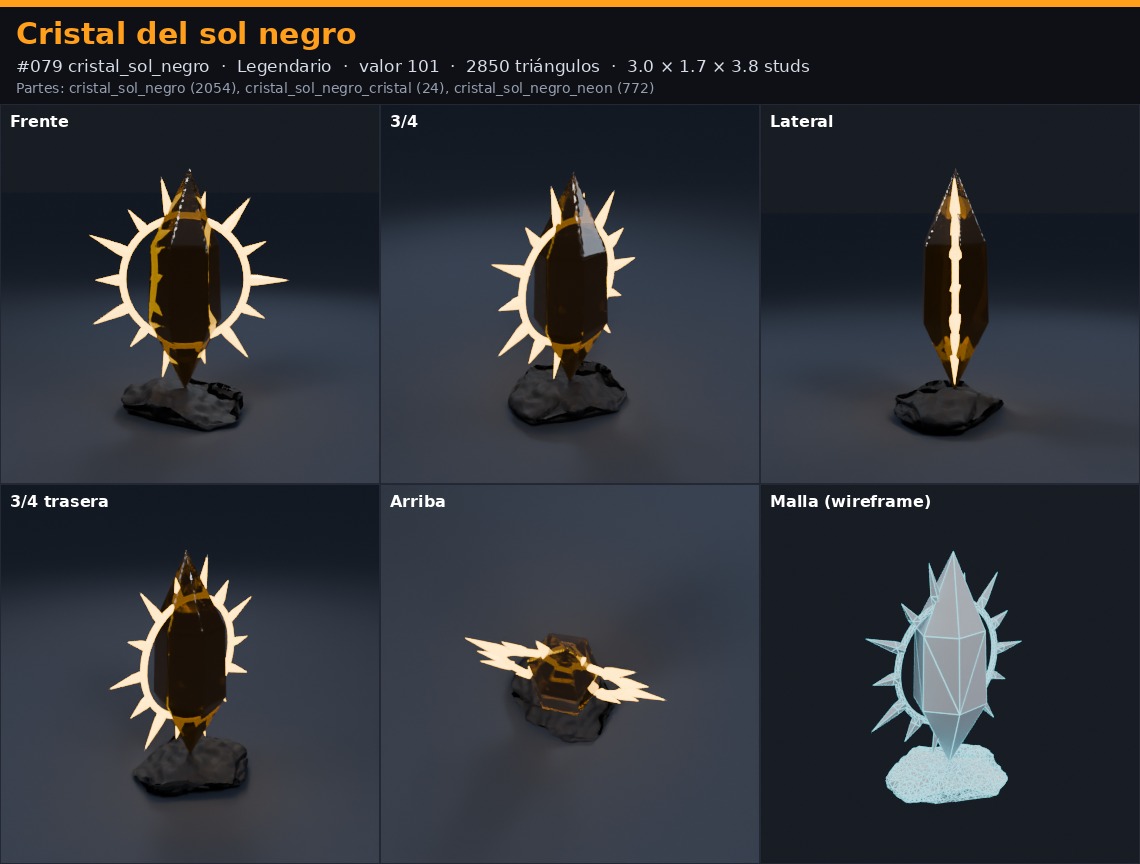 Cristal del sol negro
#079 cristal_sol_negro · Legendario · valor 101 · 2850 triángulos · 3.0 × 1.7 × 3.8 studs
Partes: cristal_sol_negro (2054), cristal_sol_negro_cristal (24), cristal_sol_negro_neon (772)
Frente
3/4
Lateral
3/4 trasera
Arriba
Malla (wireframe)